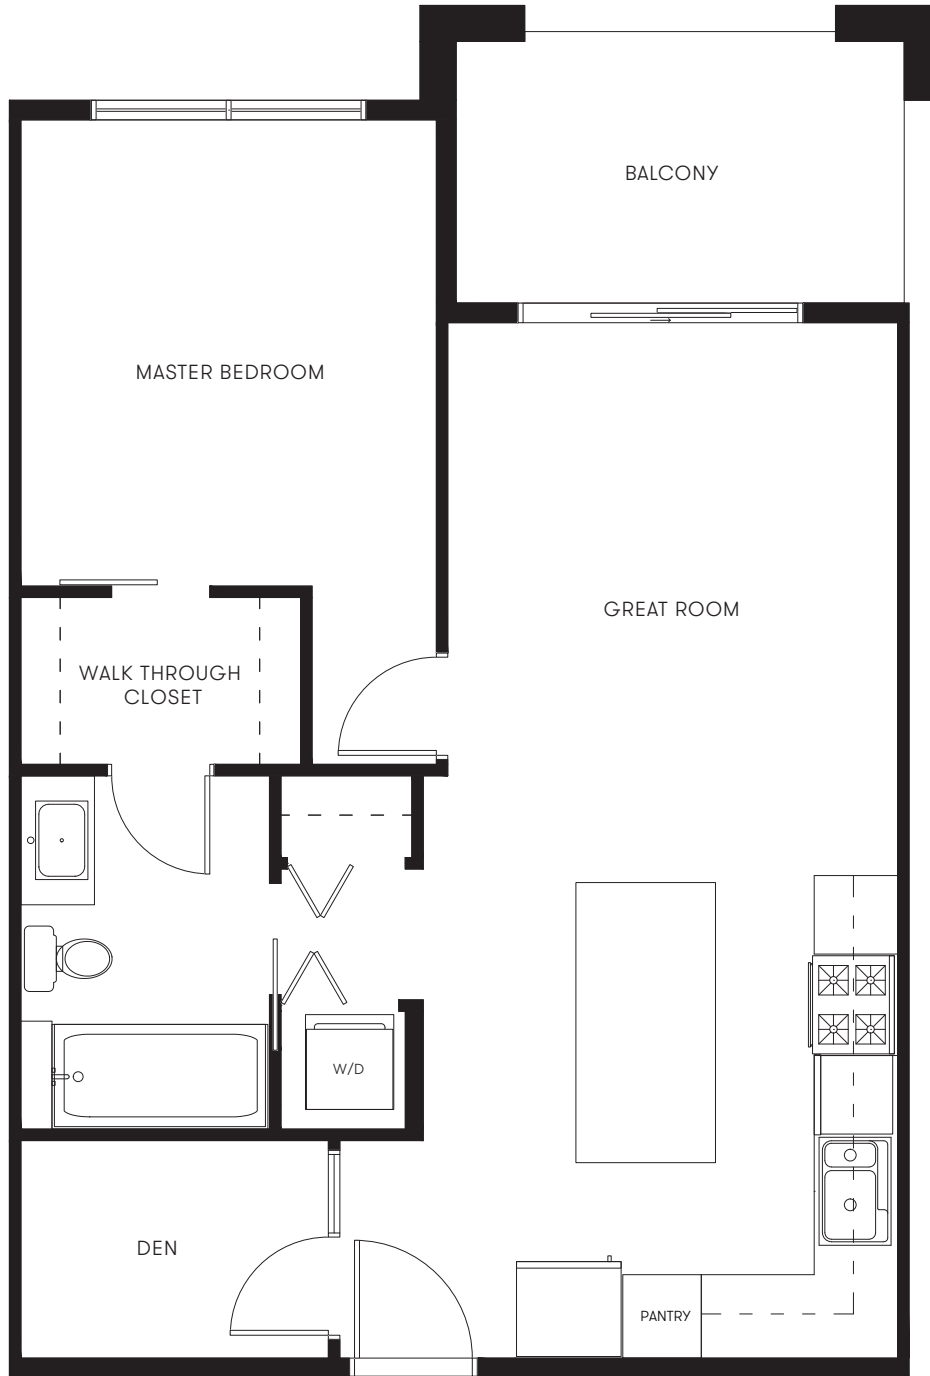 BALCONY
MASTER BEDROOM
GREAT ROOM
WALK THROUGH
CLOSET
W/D
DEN
PANTRY